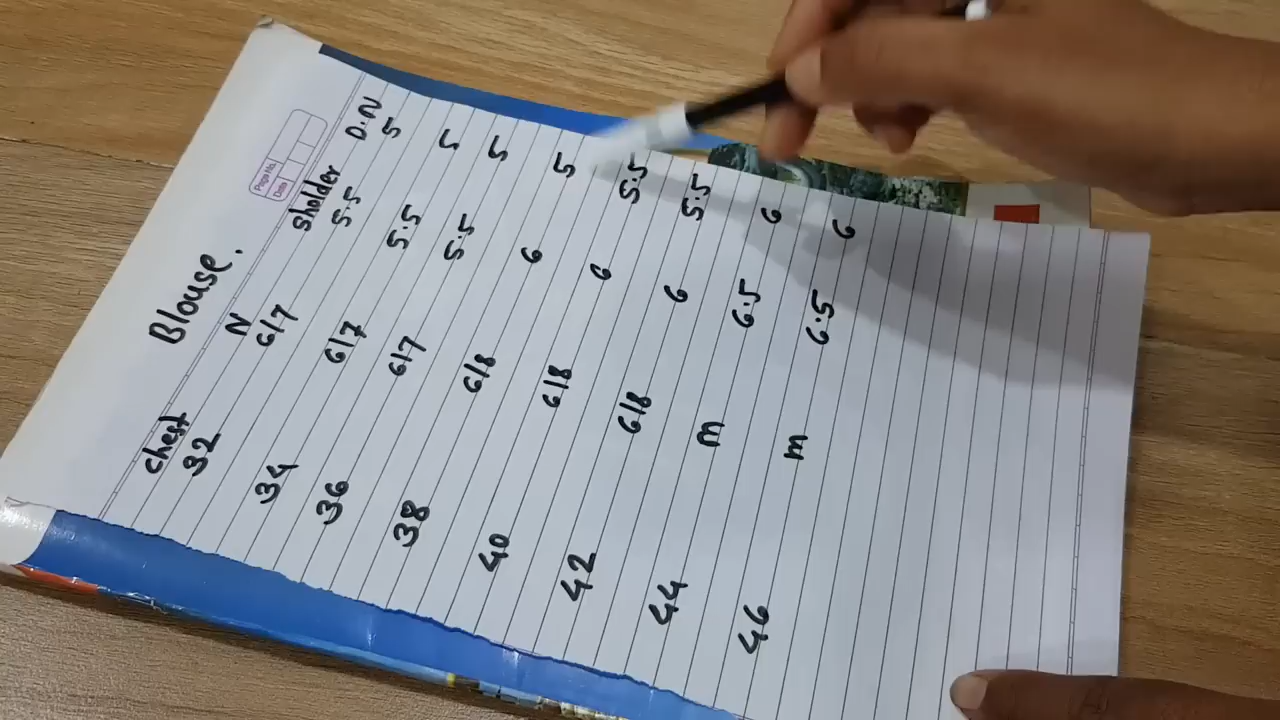 Page No.
Date
Blouse.
chest N sholder D.N
32 6/7 5.5 5
34 6/7 5.5 5
36 6/7 5.5 5
38 6/8 6 5
40 6/8 6 5.5
42 6/8 6 5.5
44 m 6.5 6
46 m 6.5 6